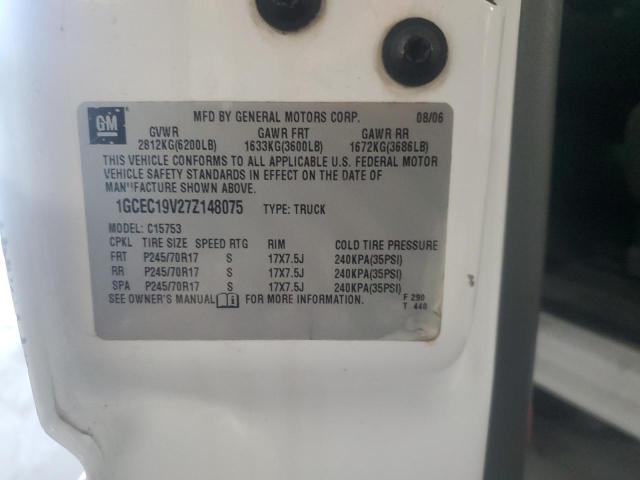 GM
MFD BY GENERAL MOTORS CORP. 08/06
GVWR GAWR FRT GAWR RR
2812KG(6200LB) 1633KG(3600LB) 1672KG(3686LB)
THIS VEHICLE CONFORMS TO ALL APPLICABLE U.S. FEDERAL MOTOR
VEHICLE SAFETY STANDARDS IN EFFECT ON THE DATE OF
MANUFACTURE SHOWN ABOVE.
1GCEC19V27Z148075 TYPE: TRUCK
MODEL: C15753
CPKL TIRE SIZE SPEED RTG RIM COLD TIRE PRESSURE
FRT P245/70R17 S 17X7.5J 240KPA(35PSI)
RR P245/70R17 S 17X7.5J 240KPA(35PSI)
SPA P245/70R17 S 17X7.5J 240KPA(35PSI)
SEE OWNER'S MANUAL FOR MORE INFORMATION. F 290
T 440